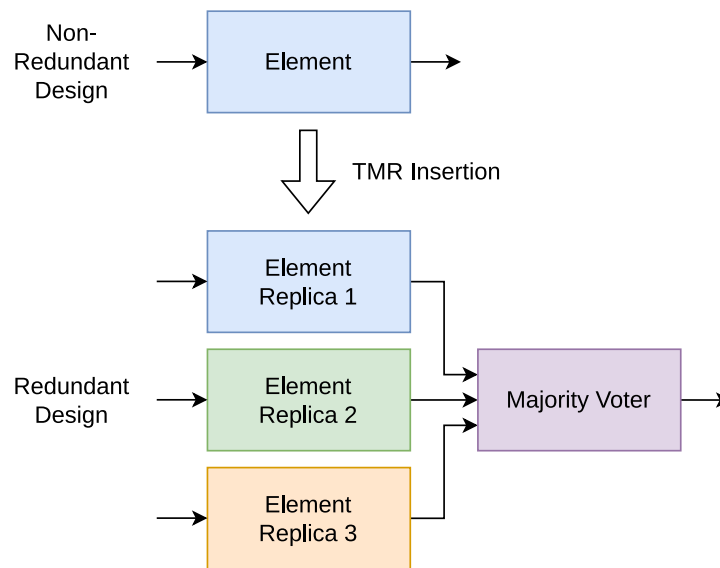 Non-
Redundant
Design
Element
TMR Insertion
Element
Replica 1
Redundant
Design
Element
Replica 2
Majority Voter
Element
Replica 3